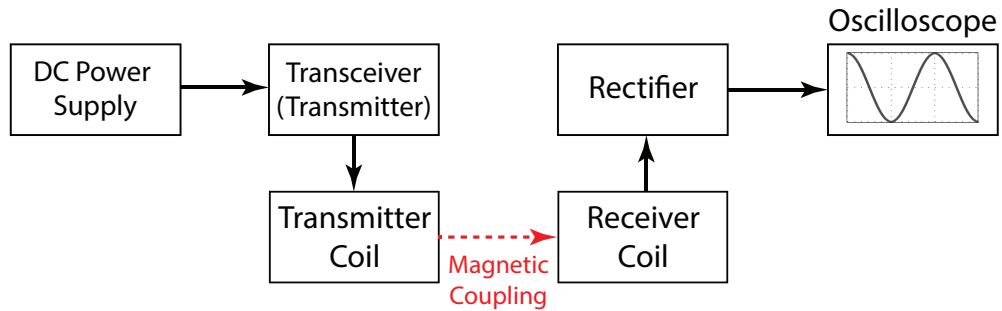 DC Power
Supply
Transceiver
(Transmitter)
Transmitter
Coil
Magnetic
Coupling
Receiver
Coil
Rectifier
Oscilloscope